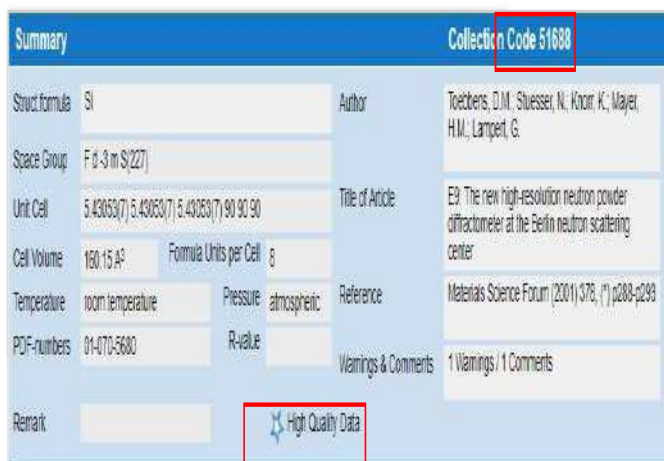 Summary
Collection Code 51688
Struct.formula
Si
Author
Toebbens, D.M.; Stuesser, N.; Knorr, K.; Mayer,
H.M.; Lampert, G.
Space Group
F d -3 m S(227)
Unit Cell
5.43053(7) 5.43053(7) 5.43053(7) 90 90 90
Title of Article
E9: The new high-resolution neutron powder
diffractometer at the Berlin neutron scattering
center
Cell Volume
160.15 Å3
Formula Units per Cell
8
Temperature
room temperature
Pressure
atmospheric
Reference
Materials Science Forum (2001) 378, (*) p288-p293
PDF-numbers
01-070-5680
R-value
Warnings & Comments
1 Warnings / 1 Comments
Remark
High Quality Data